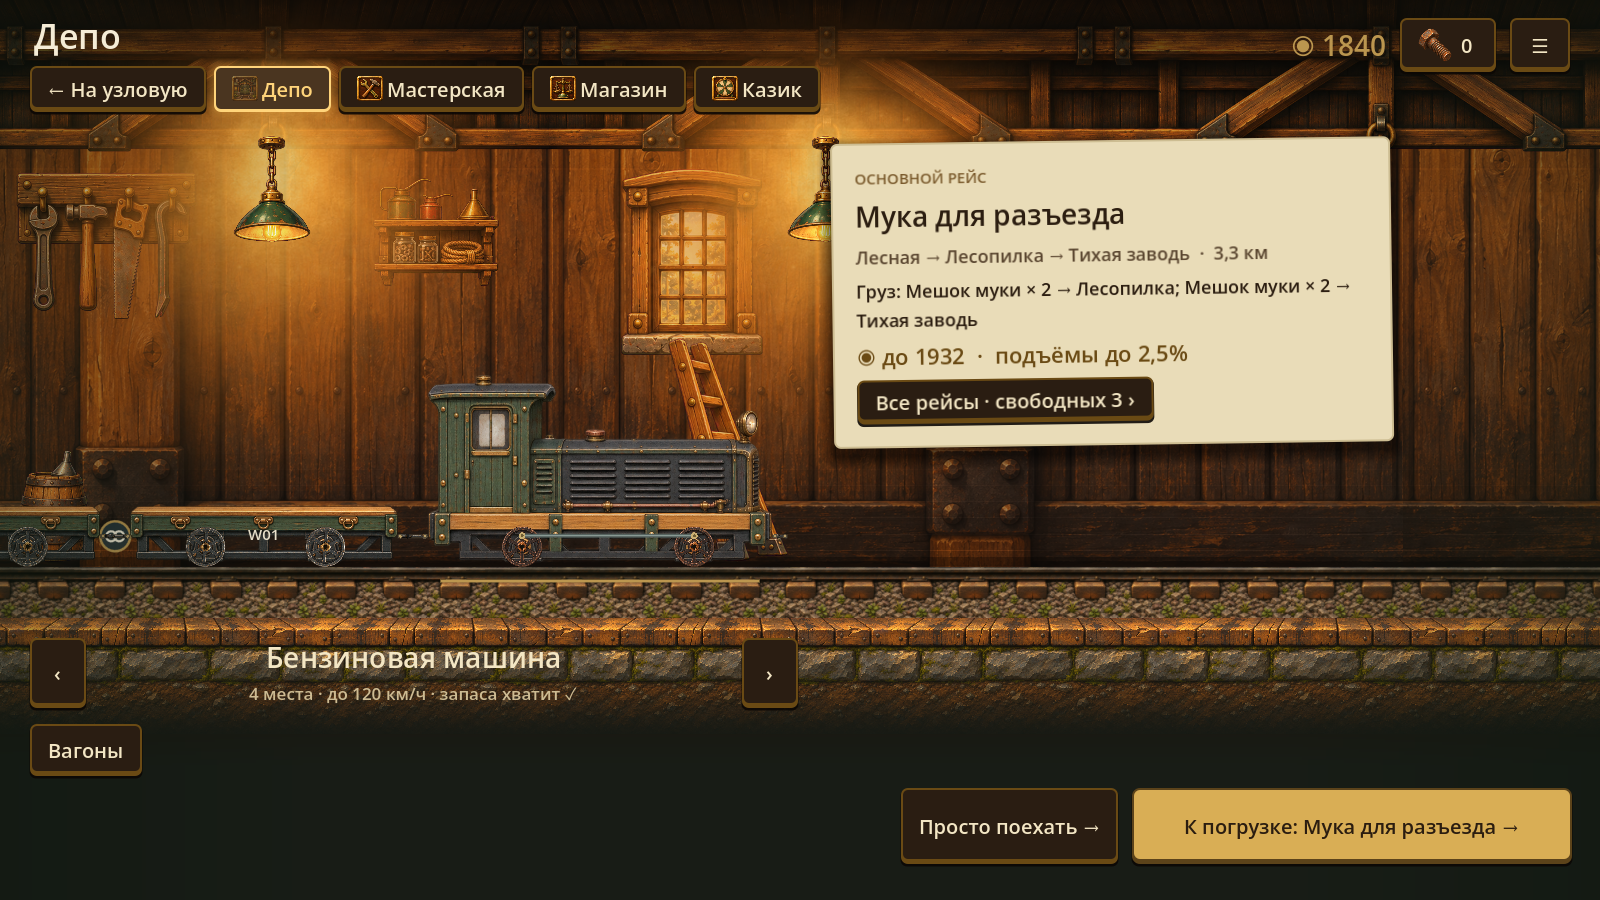 Депо
◉ 1840
0
☰
← На узловую
Депо
Мастерская
Магазин
Казик
ОСНОВНОЙ РЕЙС
Мука для разъезда
Лесная → Лесопилка → Тихая заводь · 3,3 км
Груз: Мешок муки × 2 → Лесопилка; Мешок муки × 2 →
Тихая заводь
◉ до 1932 · подъёмы до 2,5%
Все рейсы · свободных 3 ›
W01
‹
Бензиновая машина
›
4 места · до 120 км/ч · запаса хватит ✓
Вагоны
Просто поехать →
К погрузке: Мука для разъезда →